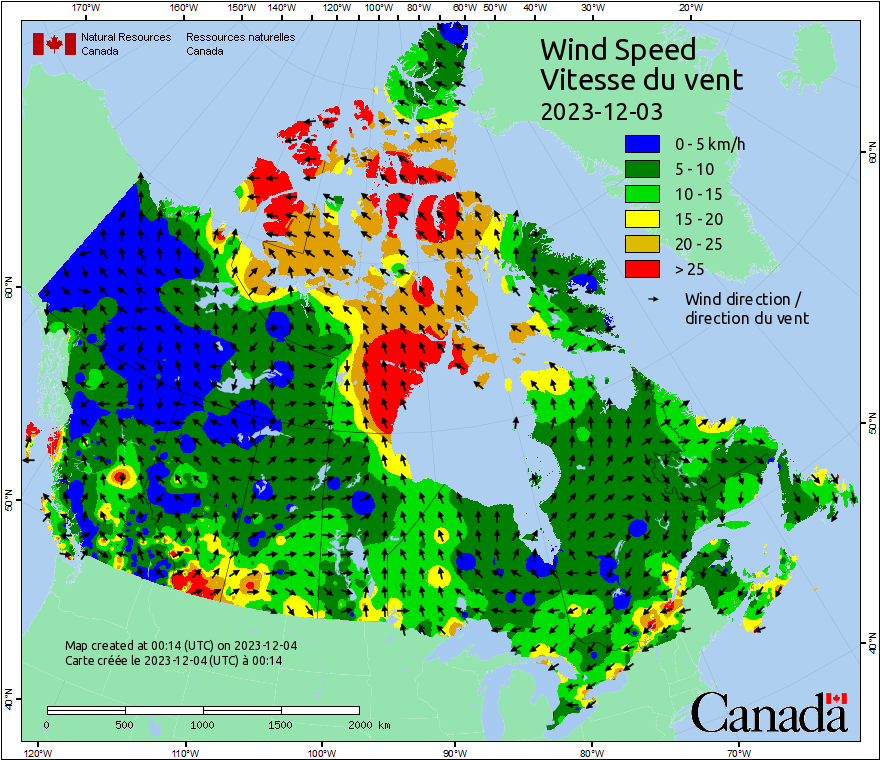 170°W 160°W 150°W 140°W 130°W 120°W 110°W 100°W 90°W 80°W 70°W 60°W 50°W 40°W 30°W 20°W
Natural Resources Ressources naturelles
Canada Canada
Wind Speed
Vitesse du vent
2023-12-03
0 - 5 km/h
5 - 10
10 - 15
15 - 20
20 - 25
> 25
Wind direction /
direction du vent
60°N 60°N
50°N 50°N
40°N 40°N
Map created at 00:14 (UTC) on 2023-12-04
Carte créée le 2023-12-04 (UTC) à 00:14
0 500 1000 1500 2000 km
Canada
120°W 110°W 100°W 90°W 80°W 70°W